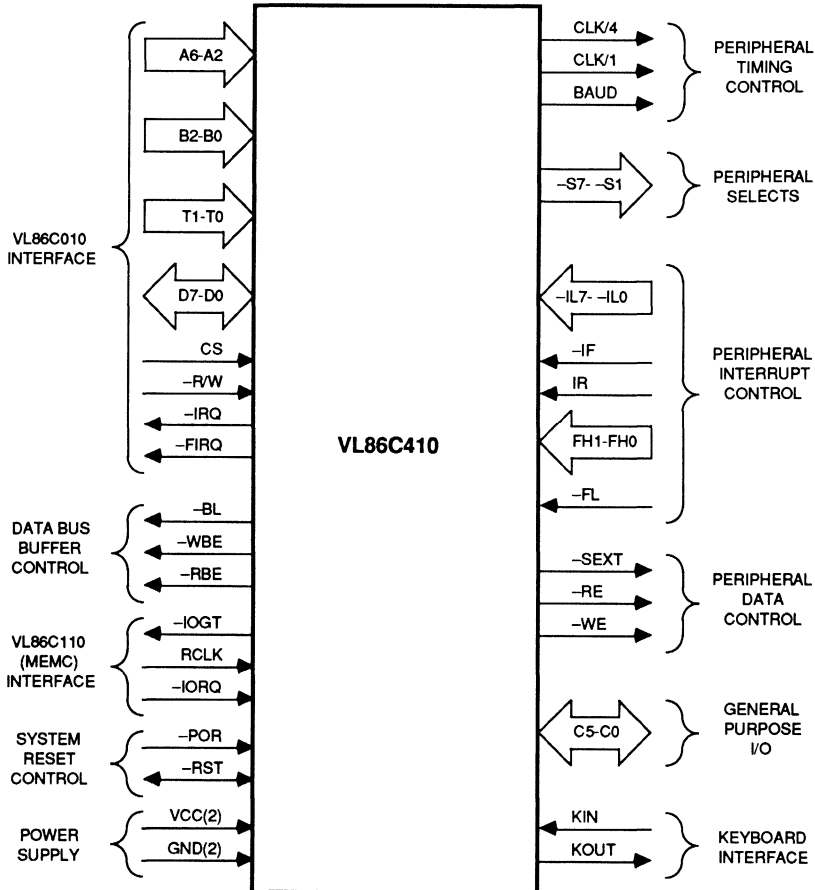 A6-A2
B2-B0
T1-T0
D7-D0
CS
–R/W
–IRQ
–FIRQ
VL86C010
INTERFACE
–BL
–WBE
–RBE
DATA BUS
BUFFER
CONTROL
–IOGT
RCLK
–IORQ
VL86C110
(MEMC)
INTERFACE
–POR
–RST
SYSTEM
RESET
CONTROL
VCC(2)
GND(2)
POWER
SUPPLY
VL86C410
CLK/4
CLK/1
BAUD
PERIPHERAL
TIMING
CONTROL
–S7- –S1
PERIPHERAL
SELECTS
–IL7- –IL0
–IF
IR
FH1-FH0
–FL
PERIPHERAL
INTERRUPT
CONTROL
–SEXT
–RE
–WE
PERIPHERAL
DATA
CONTROL
C5-C0
GENERAL
PURPOSE
I/O
KIN
KOUT
KEYBOARD
INTERFACE